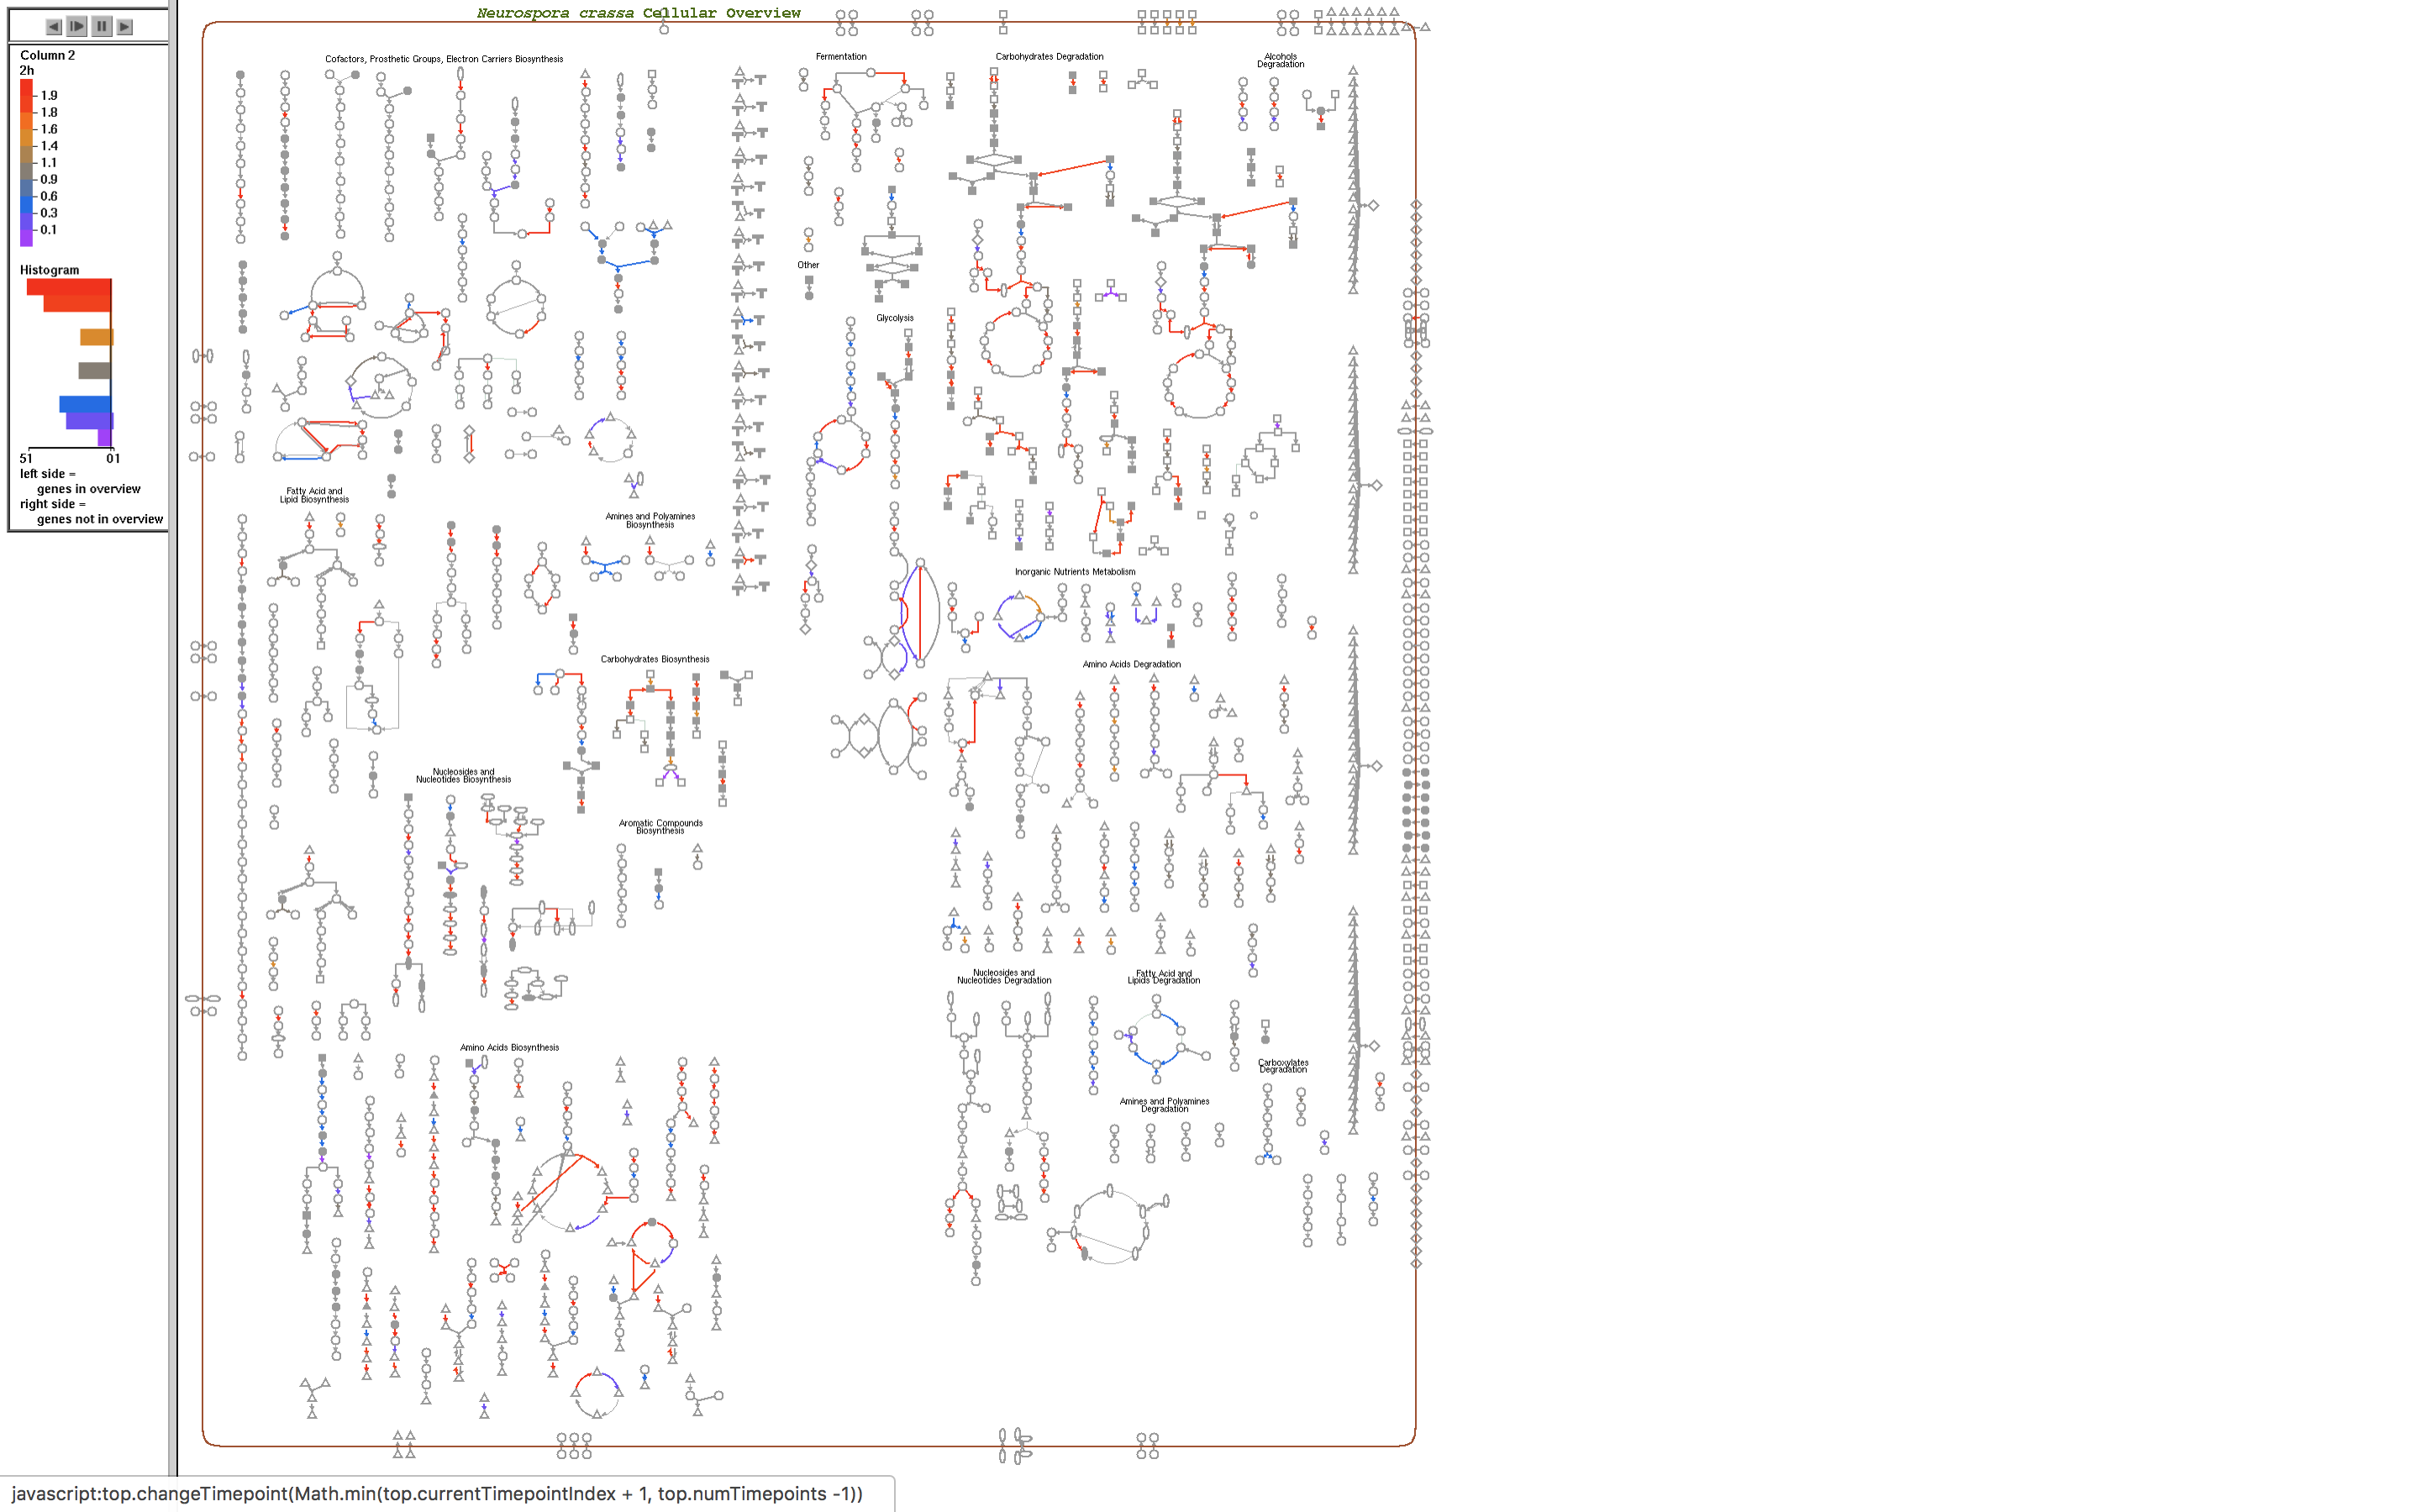 Neurospora crassa Cellular Overview
Column 2
2h
1.9
1.8
1.6
1.4
1.1
0.9
0.6
0.3
0.1
Histogram
51
01
left side =
genes in overview
right side =
genes not in overview
Cofactors, Prosthetic Groups, Electron Carriers Biosynthesis
Fermentation
Carbohydrates Degradation
Alcohols
Degradation
Other
Glycolysis
Fatty Acid and
Lipid Biosynthesis
Amines and Polyamines
Biosynthesis
Inorganic Nutrients Metabolism
Carbohydrates Biosynthesis
Amino Acids Degradation
Nucleosides and
Nucleotides Biosynthesis
Aromatic Compounds
Biosynthesis
Nucleosides and
Nucleotides Degradation
Fatty Acid and
Lipids Degradation
Amino Acids Biosynthesis
Carboxylates
Degradation
Amines and Polyamines
Degradation
javascript:top.changeTimepoint(Math.min(top.currentTimepointIndex + 1, top.numTimepoints -1))